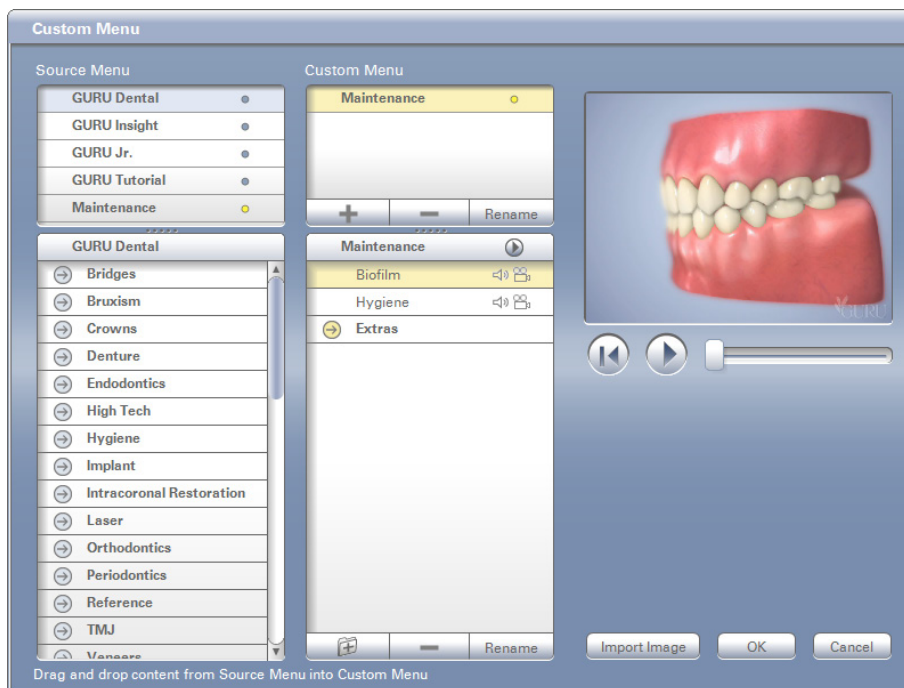 Custom Menu
Source Menu
GURU Dental
GURU Insight
GURU Jr.
GURU Tutorial
Maintenance
GURU Dental
Bridges
Bruxism
Crowns
Denture
Endodontics
High Tech
Hygiene
Implant
Intracoronal Restoration
Laser
Orthodontics
Periodontics
Reference
TMJ
Veneers
Custom Menu
Maintenance
Rename
Maintenance
Biofilm
Hygiene
Extras
Rename
GURU
Import Image
OK
Cancel
Drag and drop content from Source Menu into Custom Menu